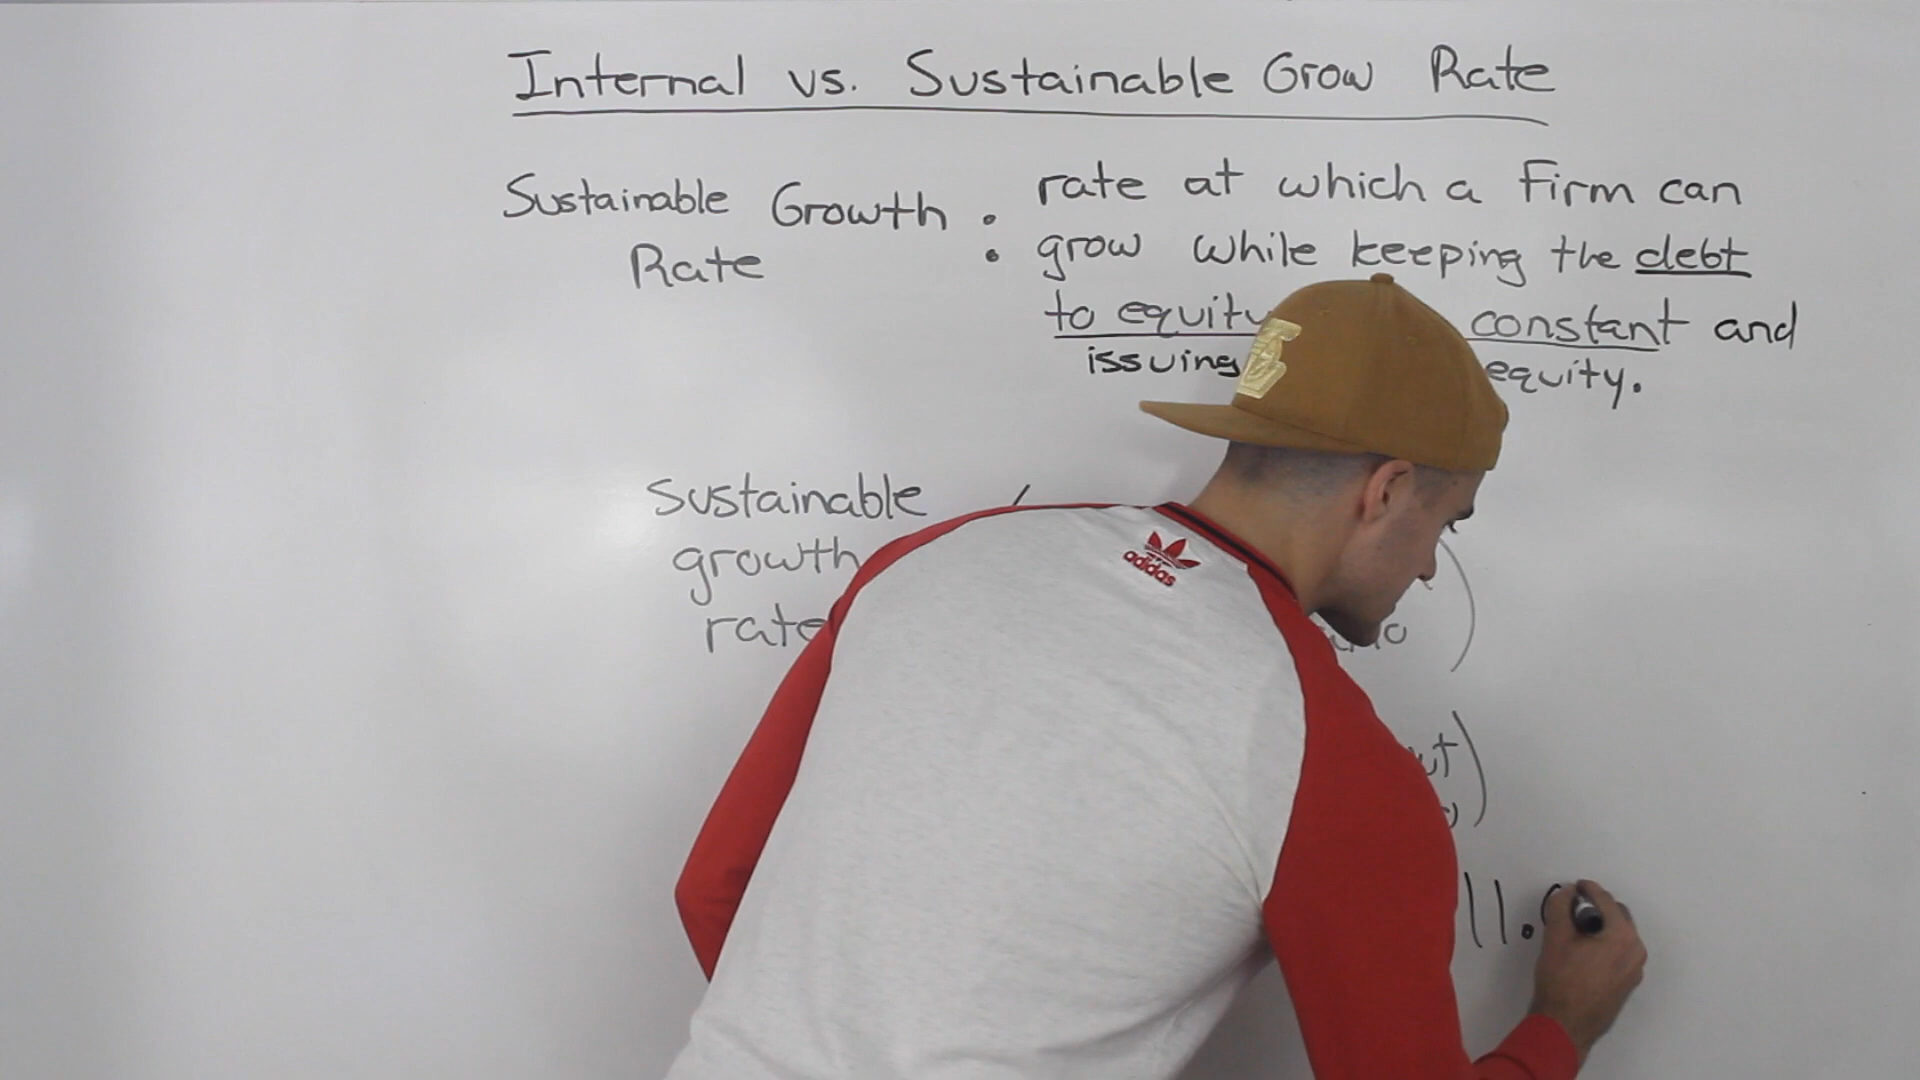 Internal vs. Sustainable Grow Rate
Sustainable Growth Rate :
rate at which a Firm can
grow while keeping the debt
to equity constant and
issuing equity.
Sustainable
growth
rate
adidas
11.